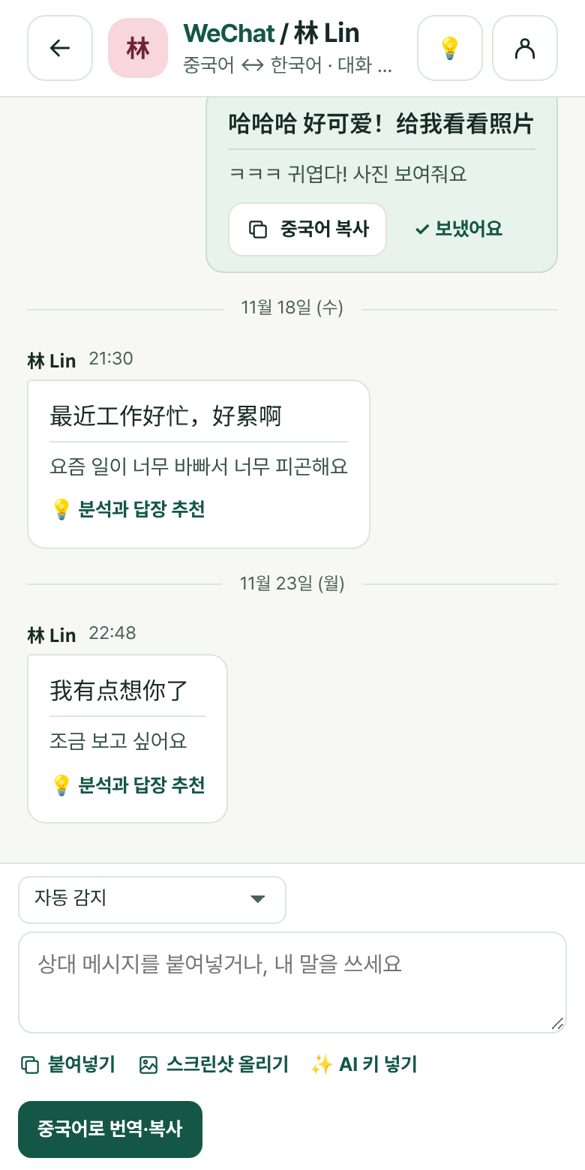 林
WeChat / 林 Lin
중국어 ↔ 한국어 · 대화 ...
哈哈哈 好可爱！给我看看照片
ㅋㅋㅋ 귀엽다! 사진 보여줘요
중국어 복사
✓ 보냈어요
11월 18일 (수)
林 Lin 21:30
最近工作好忙，好累啊
요즘 일이 너무 바빠서 너무 피곤해요
💡 분석과 답장 추천
11월 23일 (월)
林 Lin 22:48
我有点想你了
조금 보고 싶어요
💡 분석과 답장 추천
자동 감지
상대 메시지를 붙여넣거나, 내 말을 쓰세요
붙여넣기 스크린샷 올리기 ✨ AI 키 넣기
중국어로 번역·복사